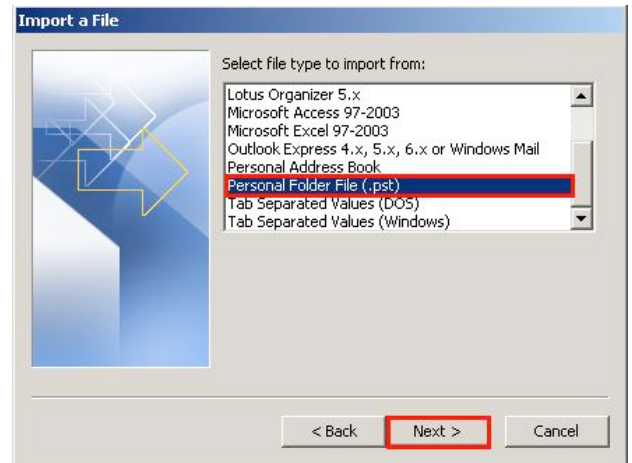 Import a File
Select file type to import from:
Lotus Organizer 5.x
Microsoft Access 97-2003
Microsoft Excel 97-2003
Outlook Express 4.x, 5.x, 6.x or Windows Mail
Personal Address Book
Personal Folder File (.pst)
Tab Separated Values (DOS)
Tab Separated Values (Windows)
< Back Next > Cancel